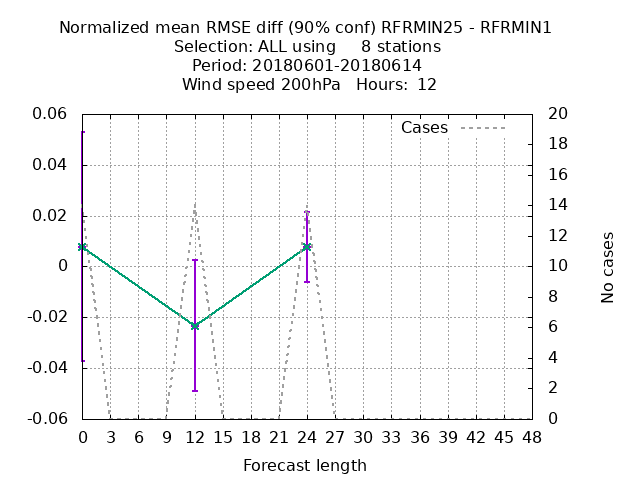 Normalized mean RMSE diff (90% conf) RFRMIN25 - RFRMIN1
Selection: ALL using     8 stations
Period: 20180601-20180614
Wind speed 200hPa   Hours:  12
Cases
0.06
0.04
0.02
0
-0.02
-0.04
-0.06
20
18
16
14
12
10
8
6
4
2
0
No cases
0 3 6 9 12 15 18 21 24 27 30 33 36 39 42 45 48
Forecast length